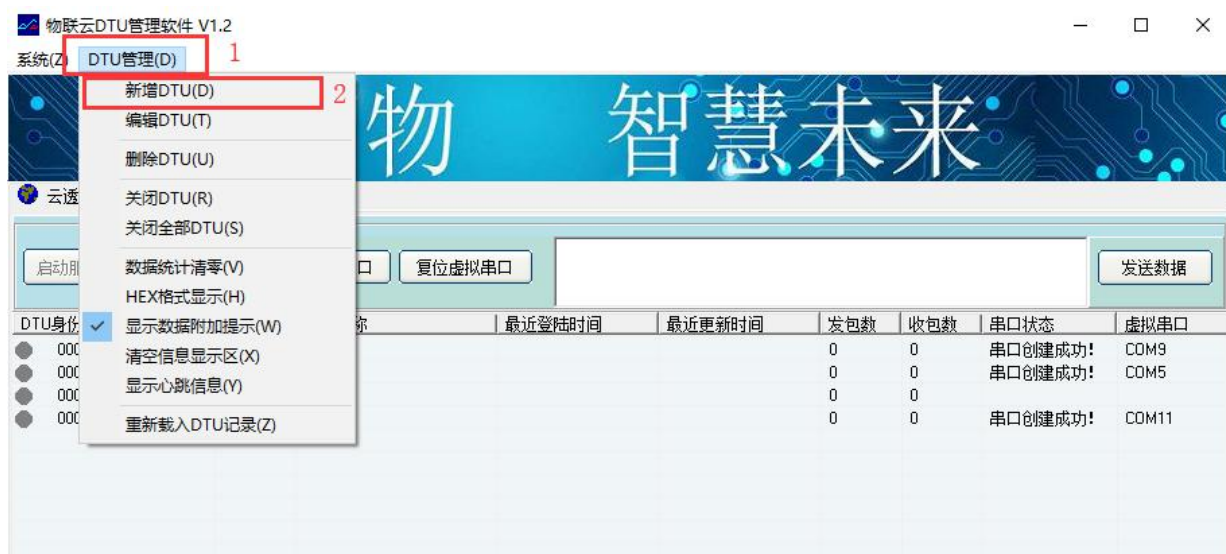 物联云DTU管理软件 V1.2
系统(Z) DTU管理(D) 1
新增DTU(D) 2
编辑DTU(T)
物 智慧未来
删除DTU(U)
云透
关闭DTU(R)
关闭全部DTU(S)
启动 口 复位虚拟串口 发送数据
数据统计清零(V)
HEX格式显示(H)
DTU身份 最近登陆时间 最近更新时间 发包数 收包数 串口状态 虚拟串口
显示数据附加提示(W)
000 0 0 串口创建成功! COM9
清空信息显示区(X)
000 0 0 串口创建成功! COM5
显示心跳信息(Y)
000 0 0
000 0 0 串口创建成功! COM11
重新载入DTU记录(Z)